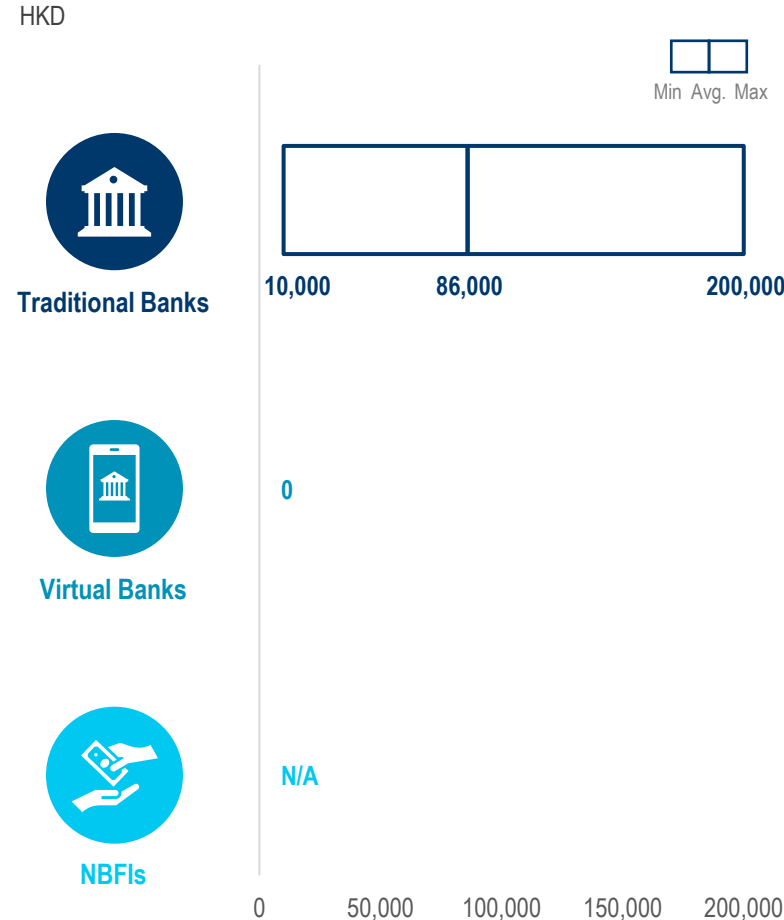 HKD
Min Avg. Max
Traditional Banks
10,000 86,000 200,000
Virtual Banks
0
NBFIs
N/A
0 50,000 100,000 150,000 200,000